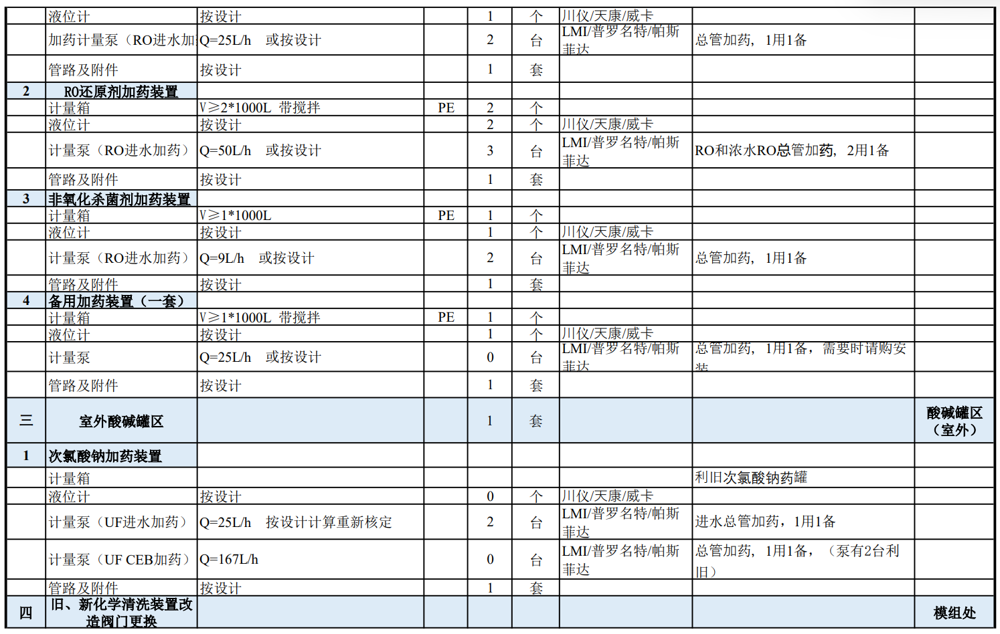 液位计 按设计 1 个 川仪/天康/威卡
加药计量泵（RO进水加 Q=25L/h 或按设计 2 台 LMI/普罗名特/帕斯菲达 总管加药, 1用1备
管路及附件 按设计 1 套
2 RO还原剂加药装置
计量箱 V≥2*1000L 带搅拌 PE 2 个
液位计 按设计 2 个 川仪/天康/威卡
计量泵（RO进水加药） Q=50L/h 或按设计 3 台 LMI/普罗名特/帕斯菲达 RO和浓水RO总管加药, 2用1备
管路及附件 按设计 1 套
3 非氧化杀菌剂加药装置
计量箱 V≥1*1000L PE 1 个
液位计 按设计 1 个 川仪/天康/威卡
计量泵（RO进水加药） Q=9L/h 或按设计 2 台 LMI/普罗名特/帕斯菲达 总管加药, 1用1备
管路及附件 按设计 1 套
4 备用加药装置（一套）
计量箱 V≥1*1000L 带搅拌 PE 1 个
液位计 按设计 1 个 川仪/天康/威卡
计量泵 Q=25L/h 或按设计 0 台 LMI/普罗名特/帕斯菲达 总管加药, 1用1备，需要时请购安装
管路及附件 按设计 1 套
三 室外酸碱罐区 1 套 酸碱罐区（室外）
1 次氯酸钠加药装置
计量箱 利旧次氯酸钠药罐
液位计 按设计 0 个 川仪/天康/威卡
计量泵（UF进水加药） Q=25L/h 按设计计算重新核定 2 台 LMI/普罗名特/帕斯菲达 进水总管加药，1用1备
计量泵（UF CEB加药） Q=167L/h 0 台 LMI/普罗名特/帕斯菲达 总管加药, 1用1备，（泵有2台利旧）
管路及附件 按设计 1 套
四 旧、新化学清洗装置改造阀门更换 模组处